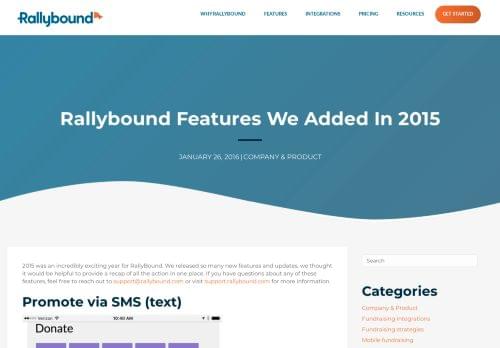 Rallybound
WHY RALLYBOUND FEATURES INTEGRATIONS PRICING RESOURCES GET STARTED
Rallybound Features We Added In 2015
JANUARY 26, 2016 | COMPANY & PRODUCT
2015 was an incredibly exciting year for RallyBound. We released so many new features and updates, we thought
it would be helpful to provide a recap of all the action in one place. If you have questions about any of these
features, feel free to reach out to support@rallybound.com or visit support.rallybound.com for more information.
Promote via SMS (text)
Verizon 10:40 AM
Donate
Search
Categories
Company & Product
Fundraising Integrations
Fundraising strategies
Mobile fundraising